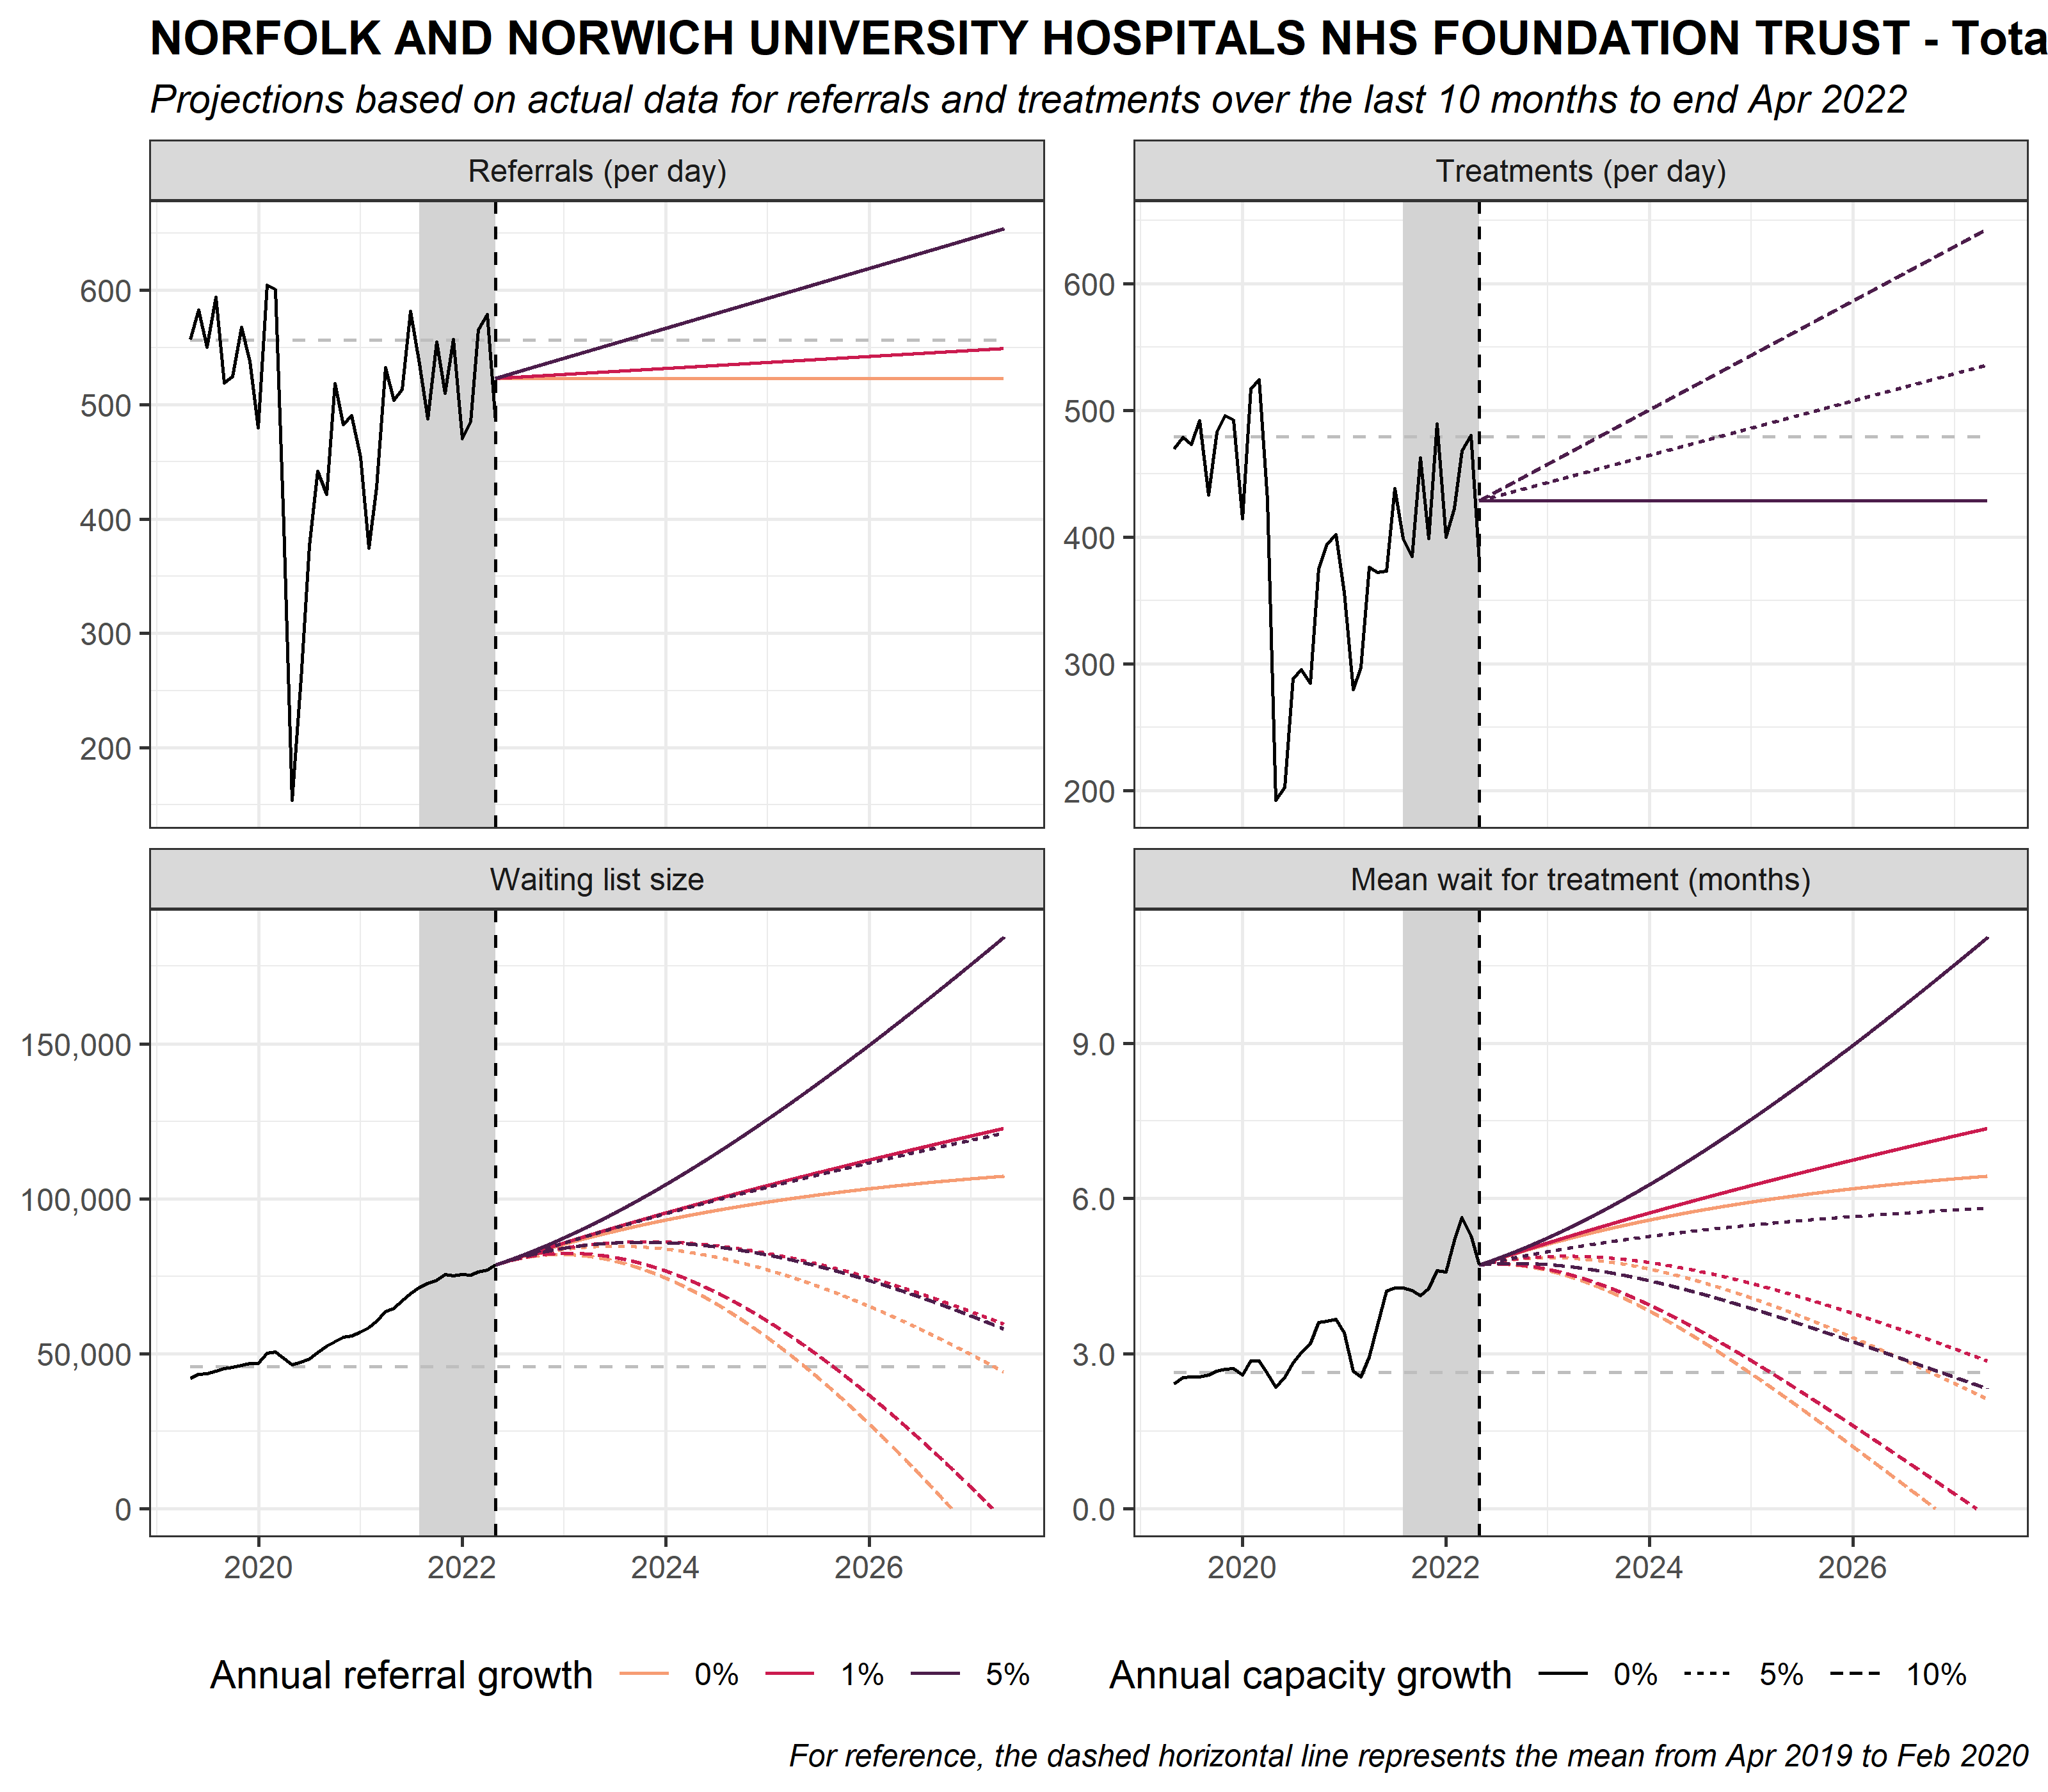 NORFOLK AND NORWICH UNIVERSITY HOSPITALS NHS FOUNDATION TRUST - Tota
Projections based on actual data for referrals and treatments over the last 10 months to end Apr 2022
Referrals (per day)
600
500
400
300
200
Treatments (per day)
600
500
400
300
200
Waiting list size
150,000
100,000
50,000
0
2020 2022 2024 2026
Mean wait for treatment (months)
9.0
6.0
3.0
0.0
2020 2022 2024 2026
Annual referral growth 0% 1% 5%
Annual capacity growth 0% 5% 10%
For reference, the dashed horizontal line represents the mean from Apr 2019 to Feb 2020